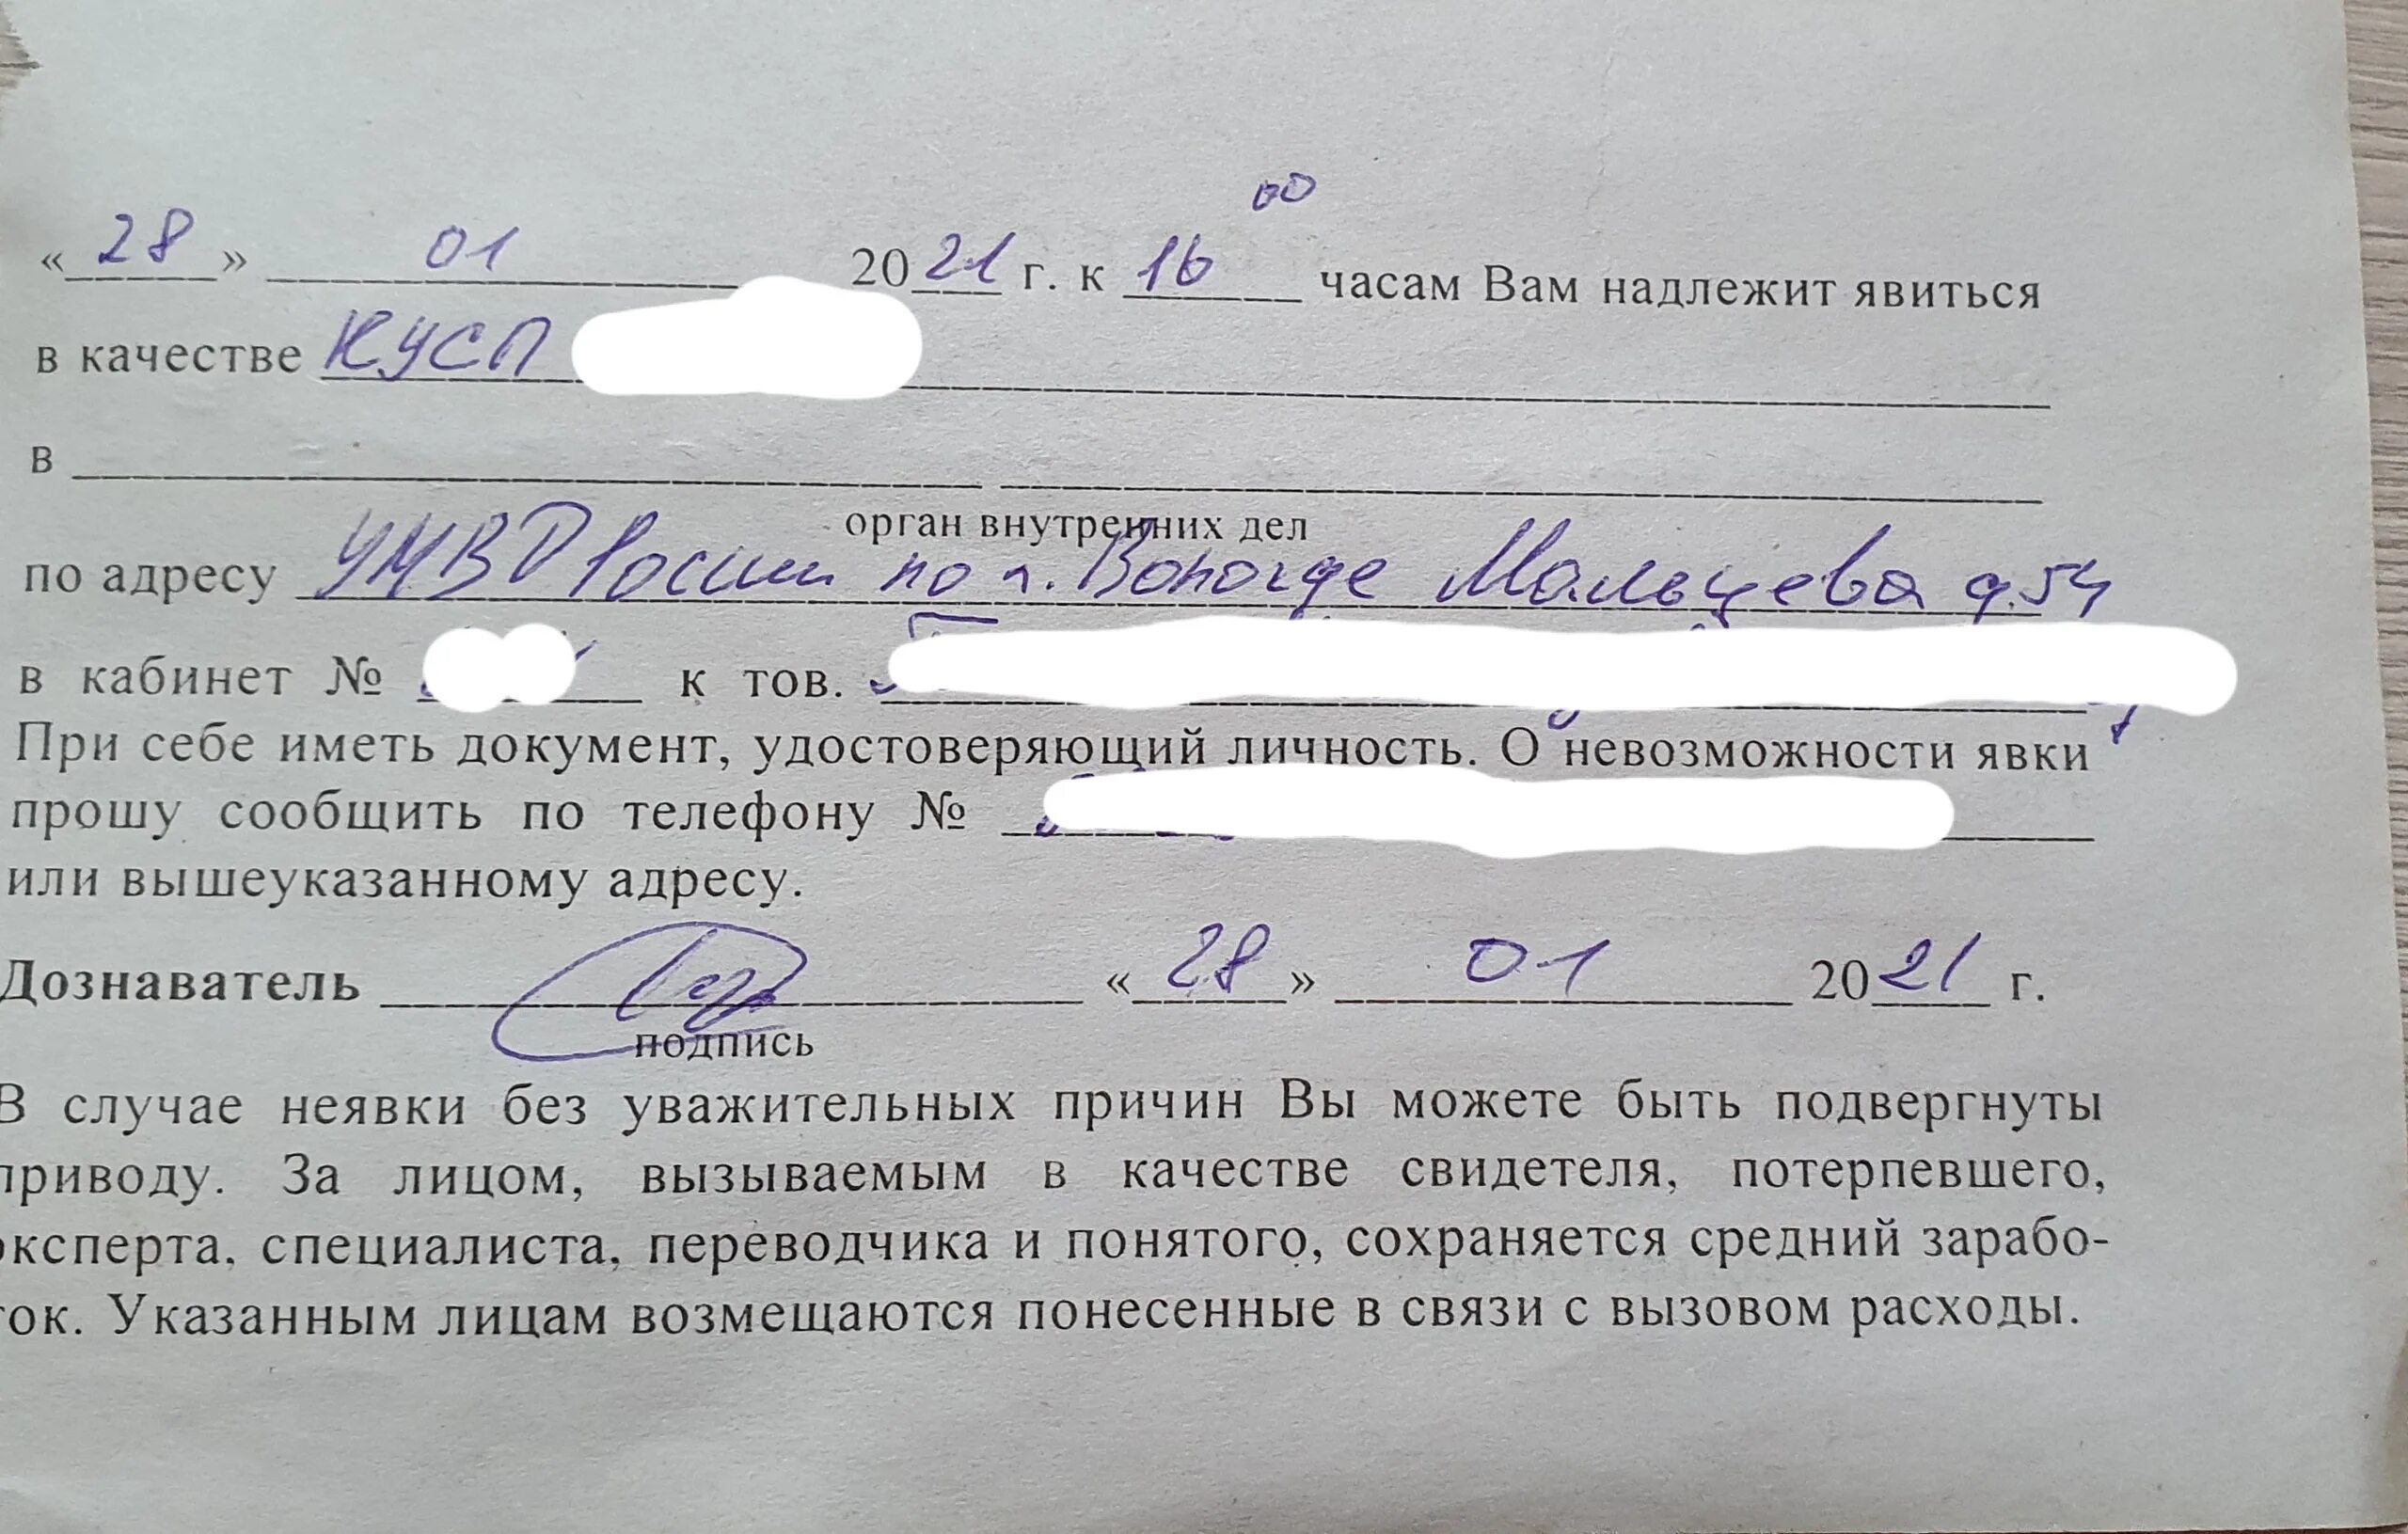 « 28 » 01 2021 г. к 16 00 часам Вам надлежит явиться
в качестве КУСП
в
орган внутренних дел
по адресу УМВД России по г. Вологде Мальцева д.54
в кабинет № к тов.
При себе иметь документ, удостоверяющий личность. О невозможности явки
прошу сообщить по телефону №
или вышеуказанному адресу.
Дознаватель « 28 » 01 2021 г.
подпись
В случае неявки без уважительных причин Вы можете быть подвергнуты
приводу. За лицом, вызываемым в качестве свидетеля, потерпевшего,
эксперта, специалиста, переводчика и понятого, сохраняется средний зарабо-
ток. Указанным лицам возмещаются понесенные в связи с вызовом расходы.